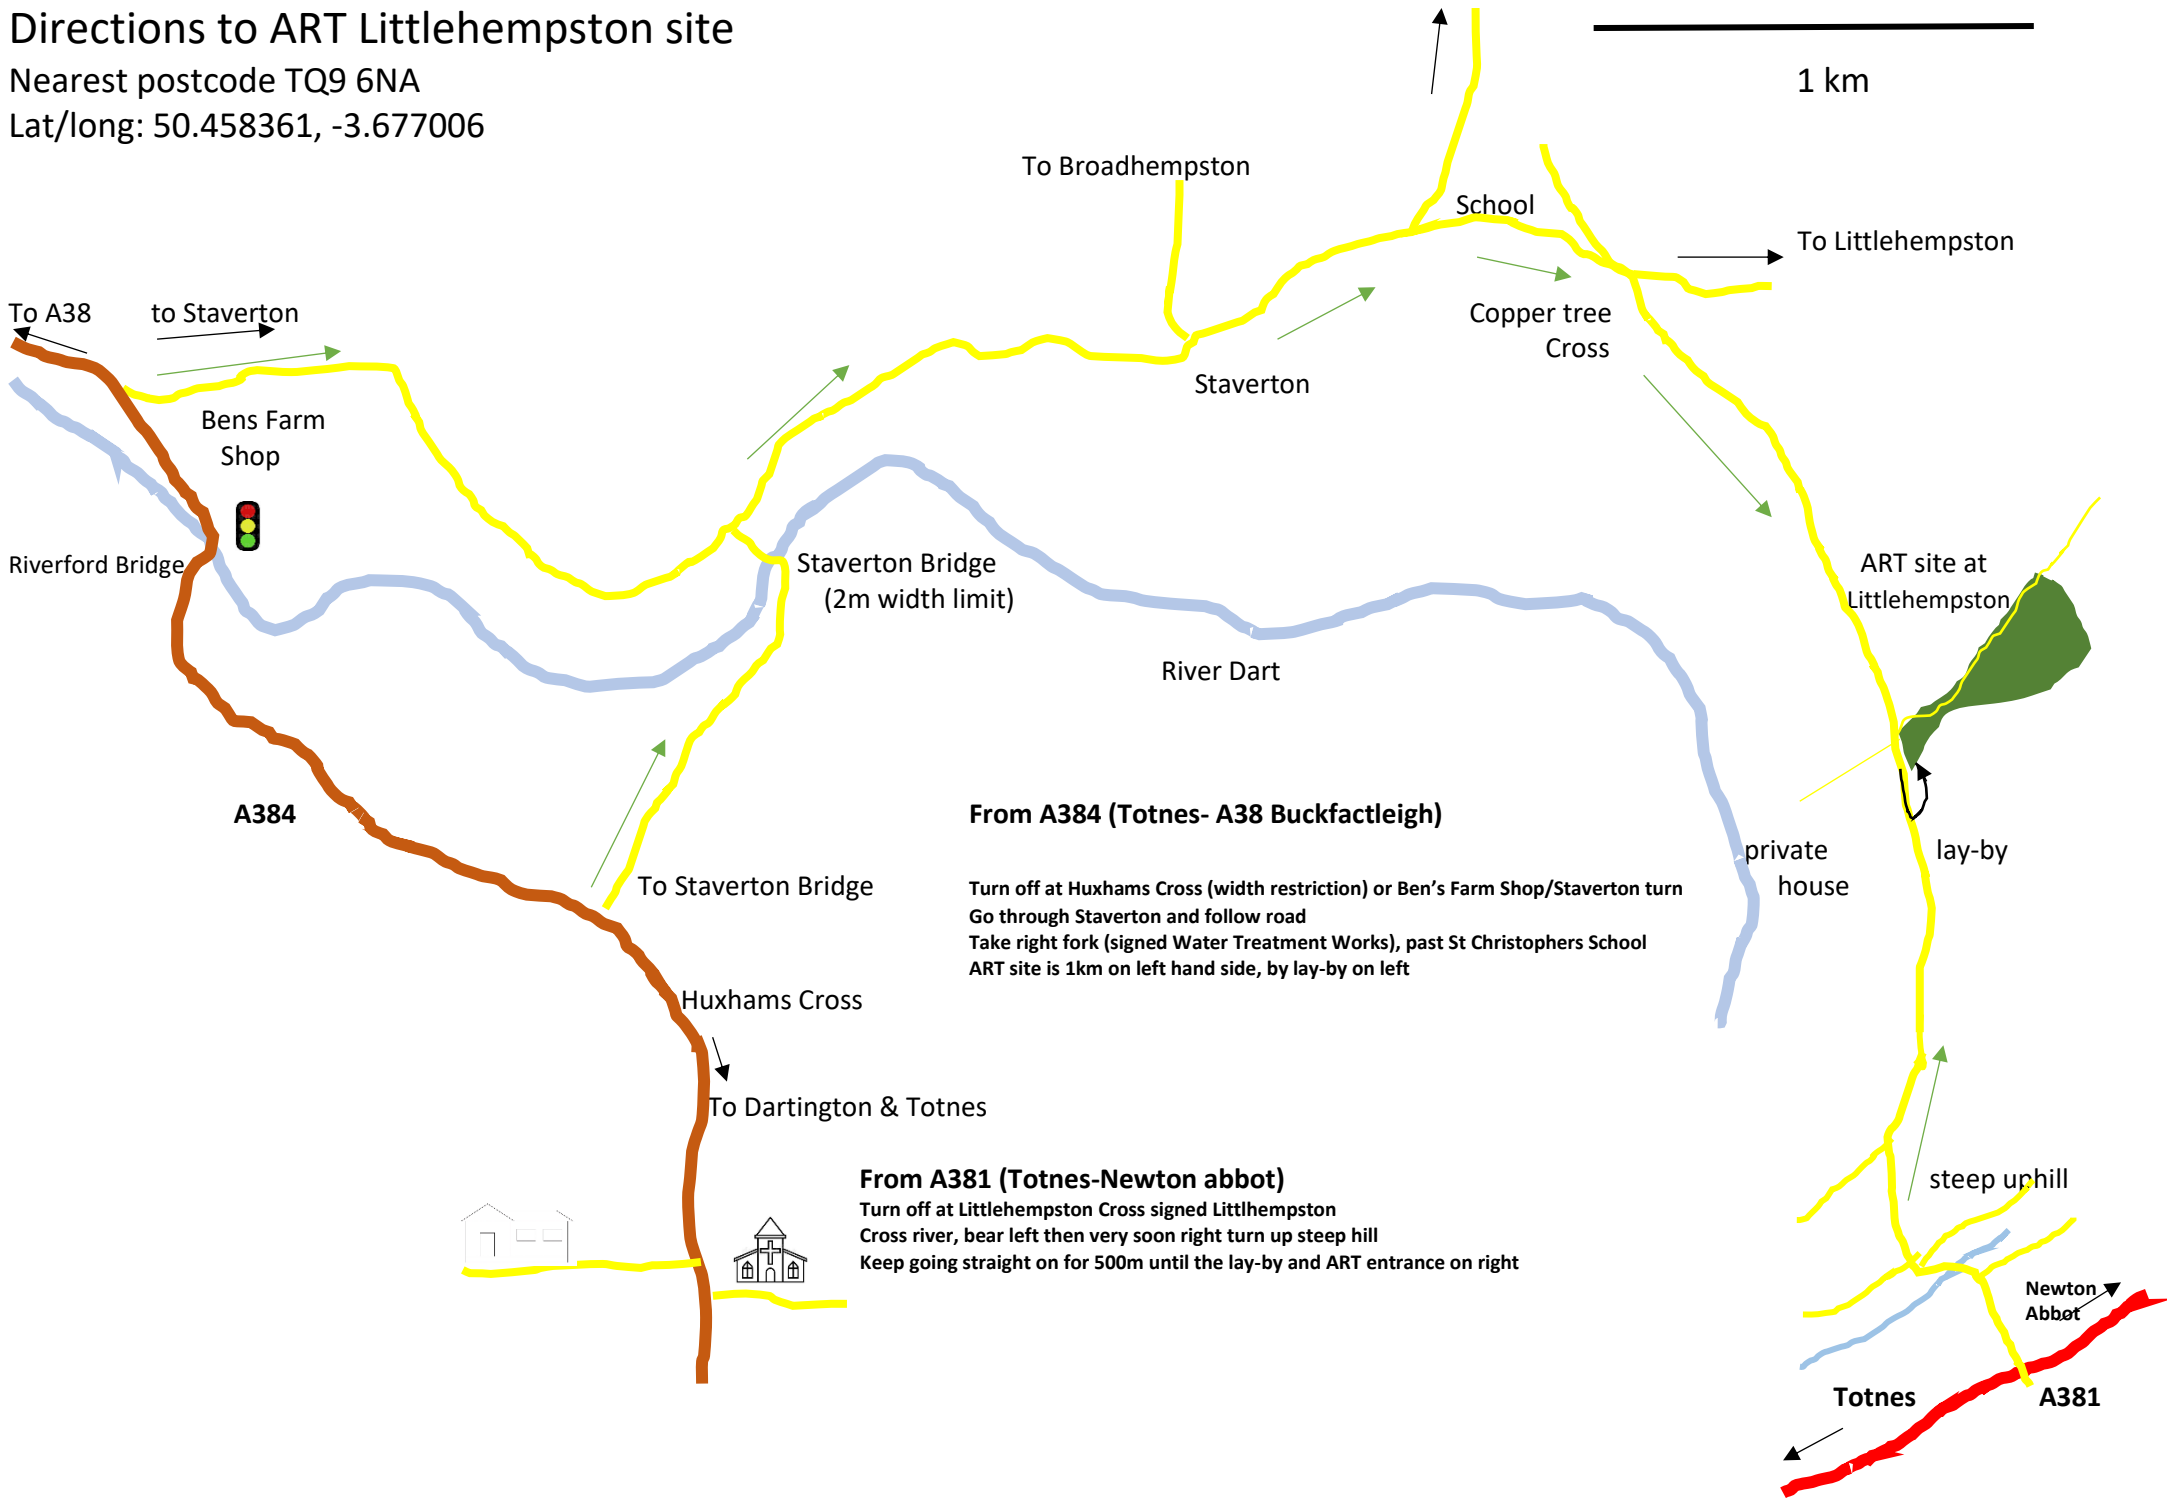 Directions to ART Littlehempston site
Nearest postcode TQ9 6NA
Lat/long: 50.458361, -3.677006
1 km
To Broadhempston
School
To Littlehempston
To A38
to Staverton
Copper tree
Cross
Staverton
Bens Farm
Shop
Riverford Bridge
Staverton Bridge
(2m width limit)
ART site at
Littlehempston
River Dart
A384
From A384 (Totnes- A38 Buckfactleigh)
Turn off at Huxhams Cross (width restriction) or Ben’s Farm Shop/Staverton turn
Go through Staverton and follow road
Take right fork (signed Water Treatment Works), past St Christophers School
ART site is 1km on left hand side, by lay-by on left
private
house
lay-by
To Staverton Bridge
Huxhams Cross
To Dartington & Totnes
From A381 (Totnes-Newton abbot)
Turn off at Littlehempston Cross signed Littlhempston
Cross river, bear left then very soon right turn up steep hill
Keep going straight on for 500m until the lay-by and ART entrance on right
steep uphill
Newton
Abbot
Totnes
A381